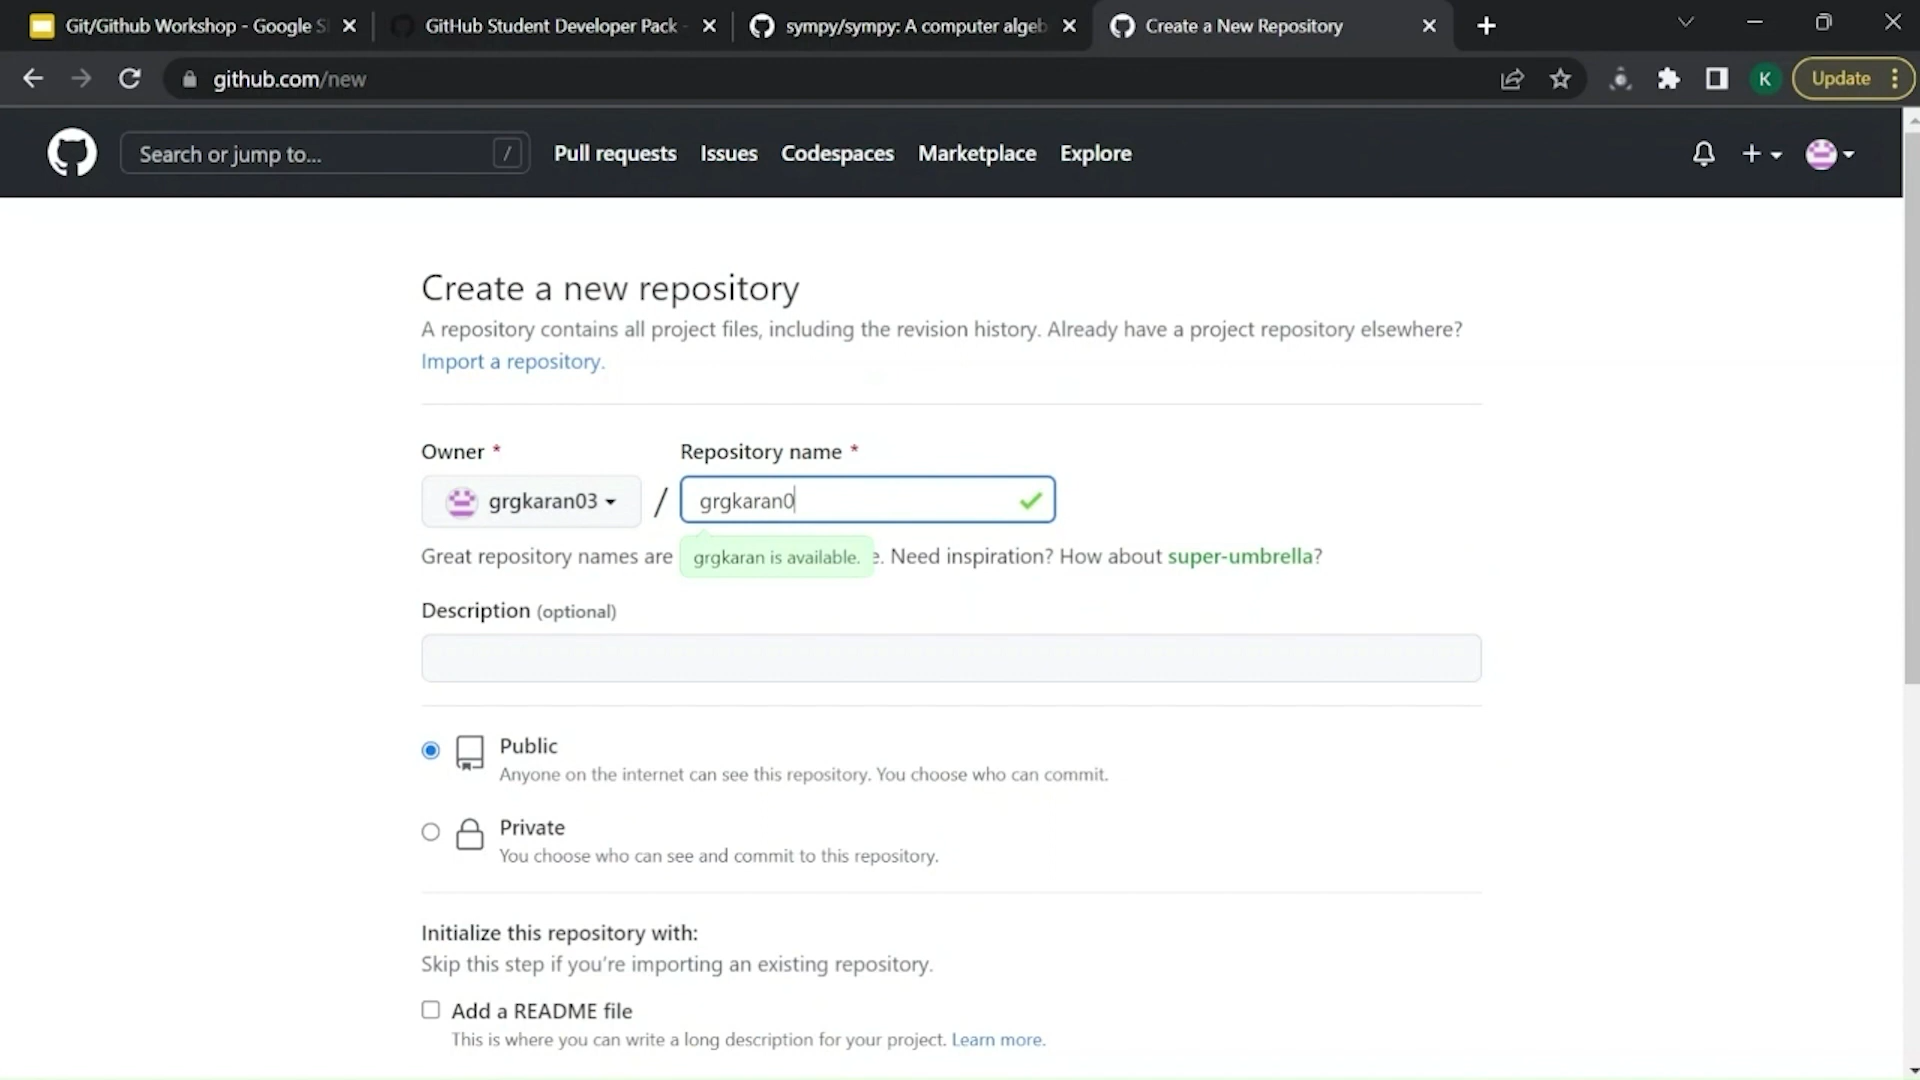 Git/Github Workshop - Google Sl
GitHub Student Developer Pack -
sympy/sympy: A computer algeb
Create a New Repository
github.com/new
K
Update
Search or jump to...
/
Pull requests
Issues
Codespaces
Marketplace
Explore
Create a new repository
A repository contains all project files, including the revision history. Already have a project repository elsewhere?
Import a repository.
Owner *
Repository name *
grgkaran03
/
grgkaran0
Great repository names are
grgkaran is available.
e. Need inspiration? How about super-umbrella?
Description (optional)
Public
Anyone on the internet can see this repository. You choose who can commit.
Private
You choose who can see and commit to this repository.
Initialize this repository with:
Skip this step if you're importing an existing repository.
Add a README file
This is where you can write a long description for your project. Learn more.